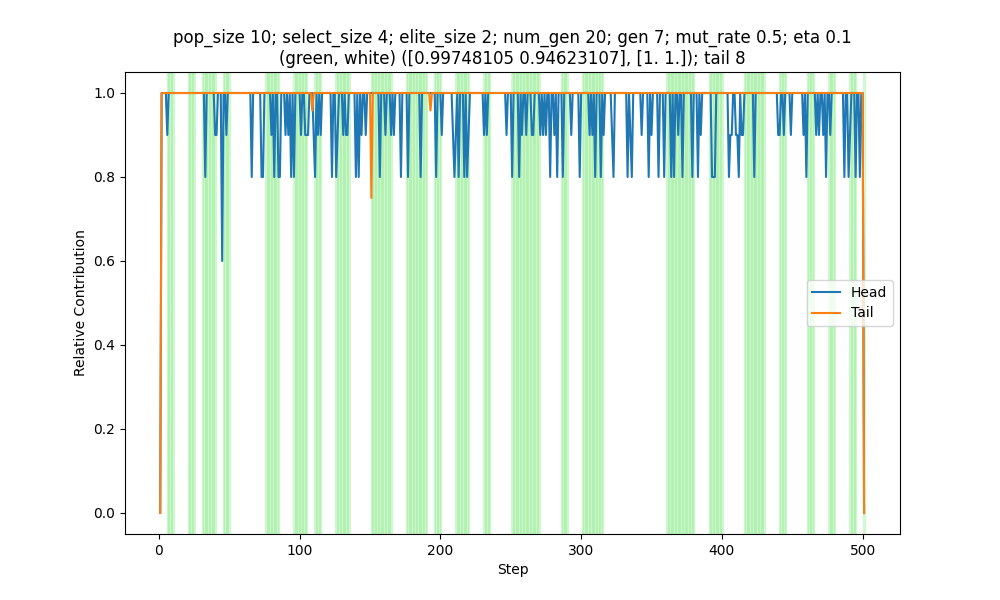 pop_size 10; select_size 4; elite_size 2; num_gen 20; gen 7; mut_rate 0.5; eta 0.1
(green, white) ([0.99748105 0.94623107], [1. 1.]); tail 8
1.0
0.8
0.6
0.4
0.2
0.0
Relative Contribution
Head
Tail
0
100
200
300
400
500
Step